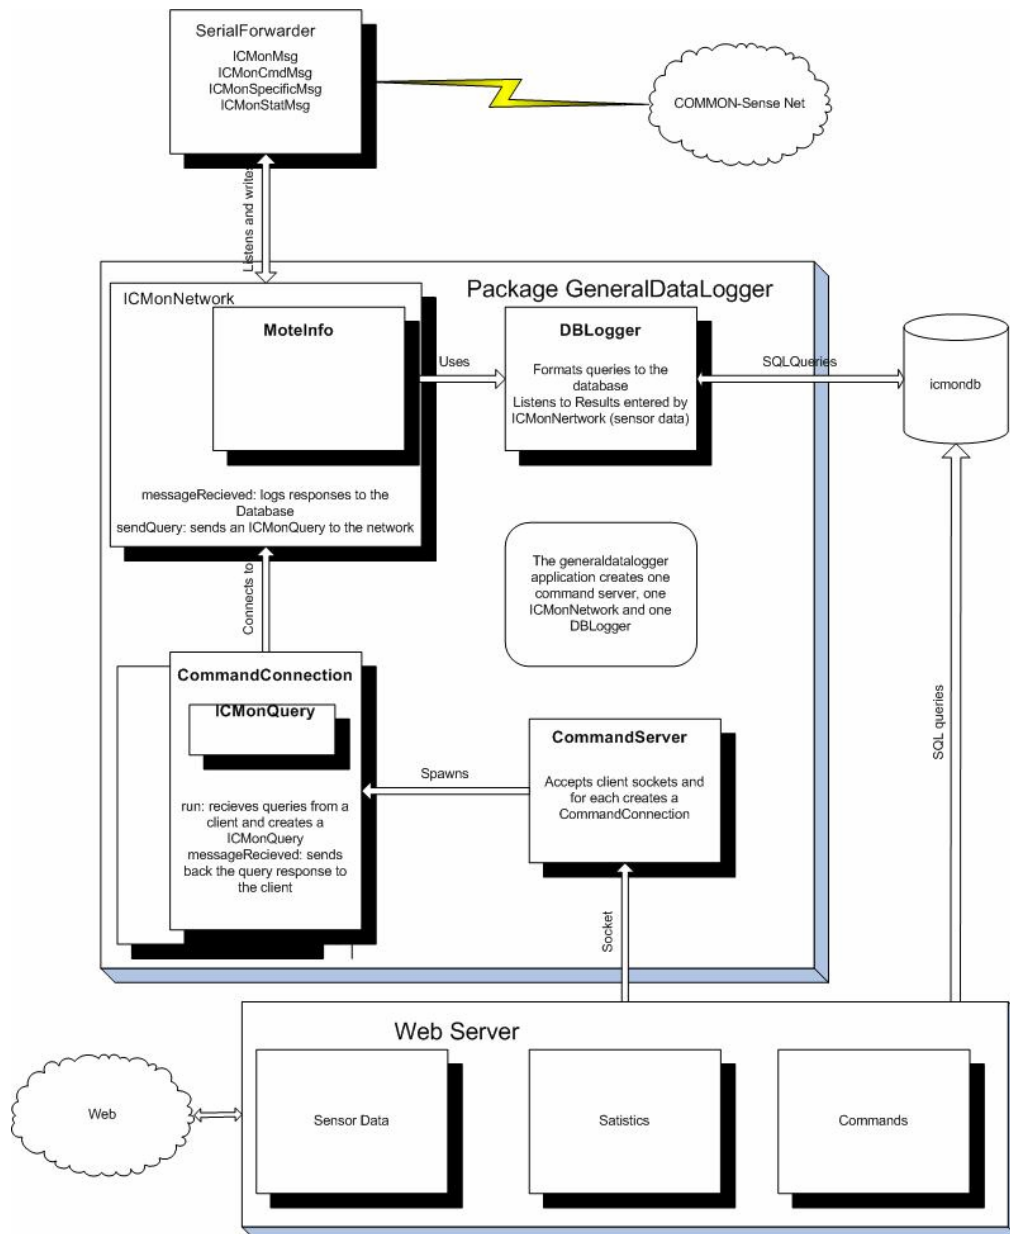 SerialForwarder
ICMonMsg
ICMonCmdMsg
ICMonSpecificMsg
ICMonStatMsg
COMMON-Sense Net
Listens and writes
Package GeneralDataLogger
ICMonNetwork
MoteInfo
messageRecieved: logs responses to the
Database
sendQuery: sends an ICMonQuery to the network
Uses
DBLogger
Formats queries to the
database
Listens to Results entered by
ICMonNertwork (sensor data)
SQLQueries
icmondb
The generaldatalogger
application creates one
command server, one
ICMonNetwork and one
DBLogger
Connects to
CommandConnection
ICMonQuery
run: recieves queries from a
client and creates a
ICMonQuery
messageRecieved: sends
back the query response to
the client
Spawns
CommandServer
Accepts client sockets and
for each creates a
CommandConnection
SQL queries
Socket
Web Server
Web
Sensor Data
Satistics
Commands